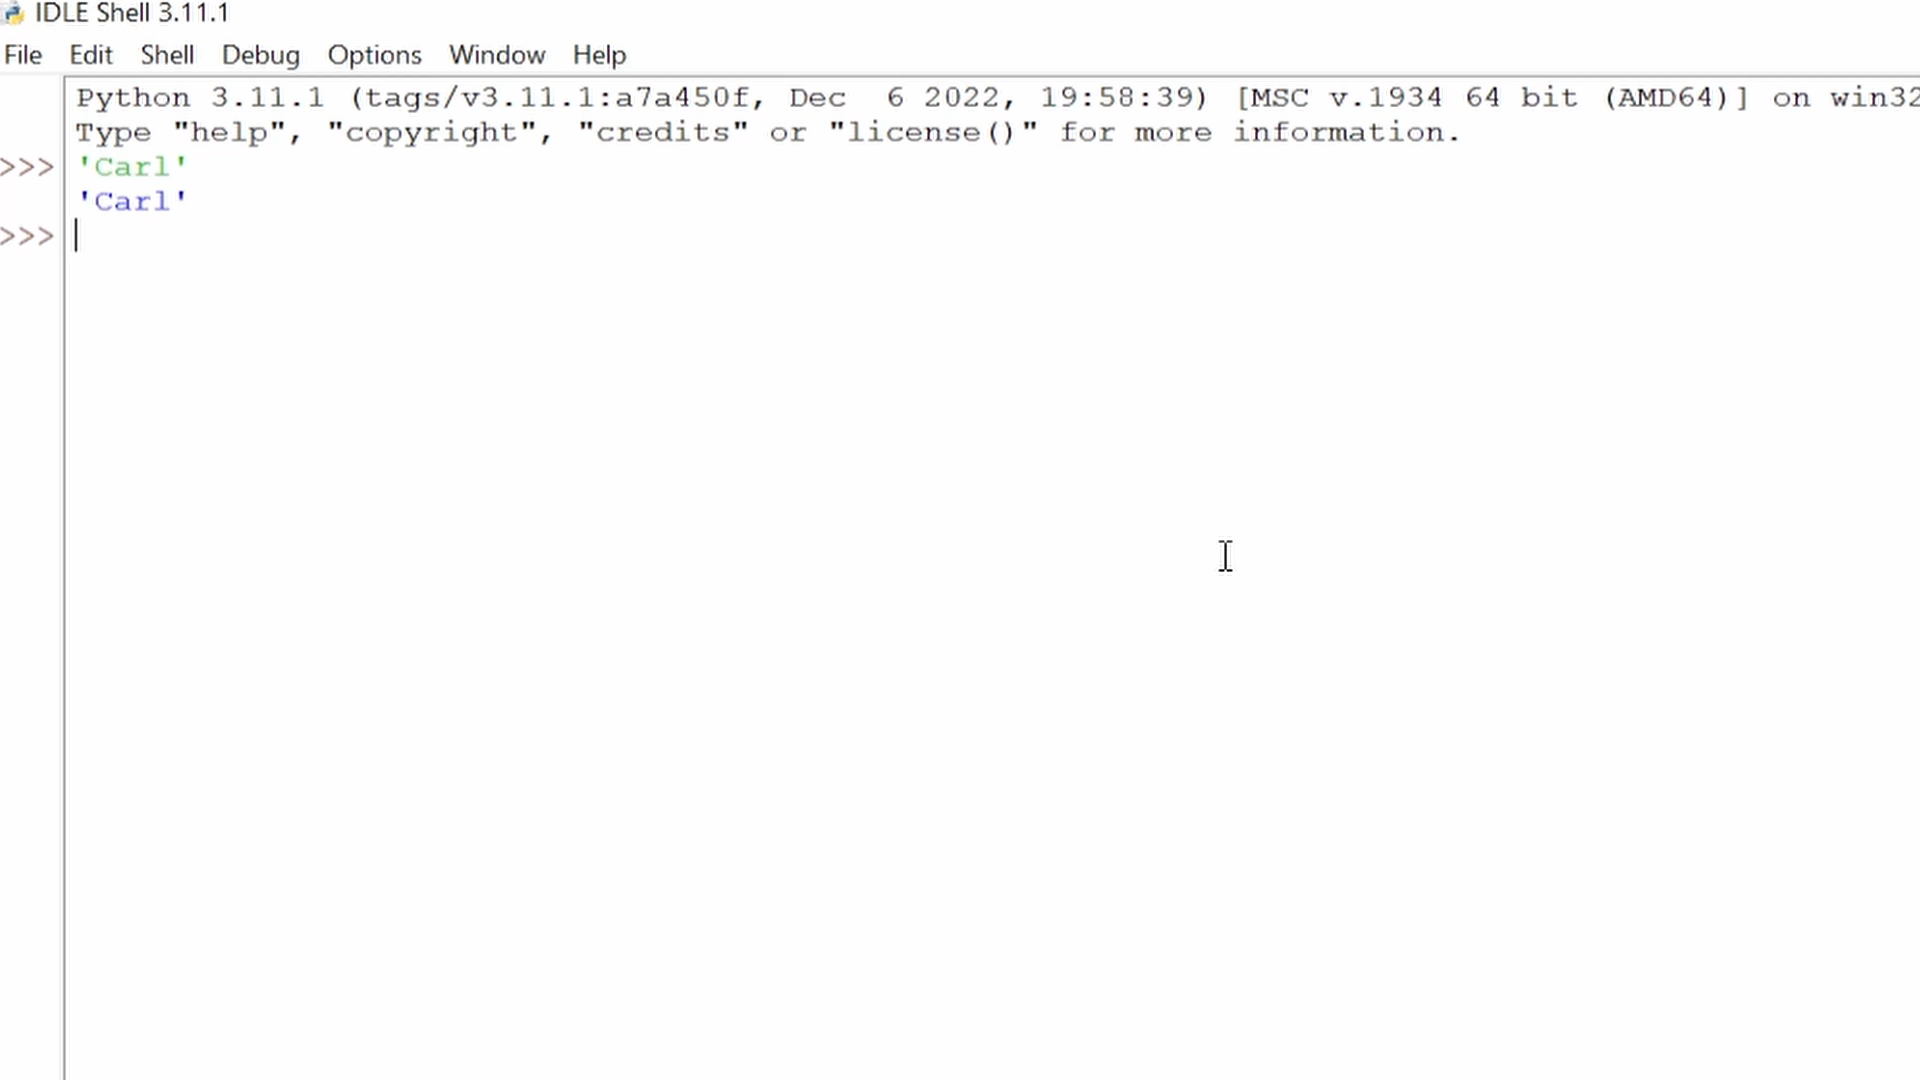 IDLE Shell 3.11.1
File Edit Shell Debug Options Window Help
Python 3.11.1 (tags/v3.11.1:a7a450f, Dec  6 2022, 19:58:39) [MSC v.1934 64 bit (AMD64)] on win32
Type "help", "copyright", "credits" or "license()" for more information.
>>> 'Carl'
'Carl'
>>>